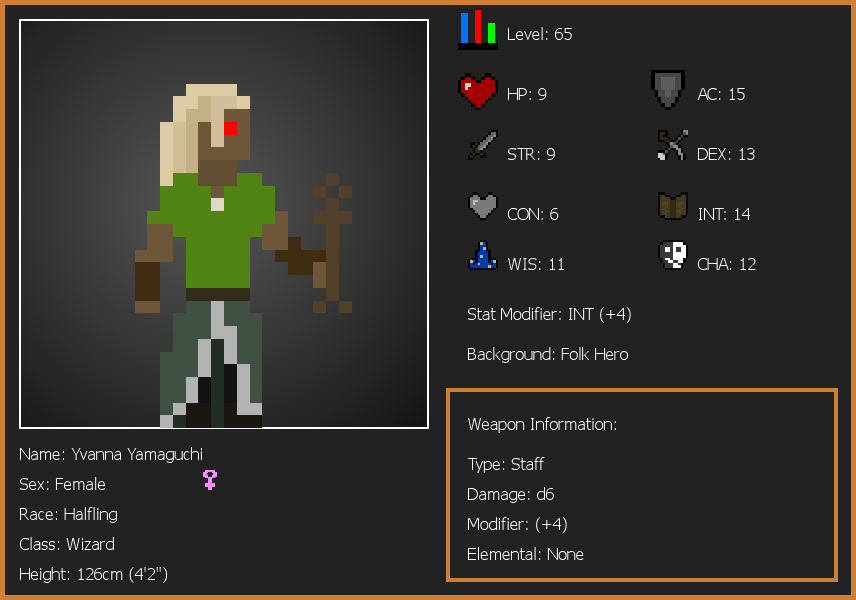 Level: 65
HP: 9
AC: 15
STR: 9
DEX: 13
CON: 6
INT: 14
WIS: 11
CHA: 12
Stat Modifier: INT (+4)
Background: Folk Hero
Weapon Information:
Type: Staff
Damage: d6
Modifier: (+4)
Elemental: None
Name: Yvanna Yamaguchi
Sex: Female
Race: Halfling
Class: Wizard
Height: 126cm (4'2")